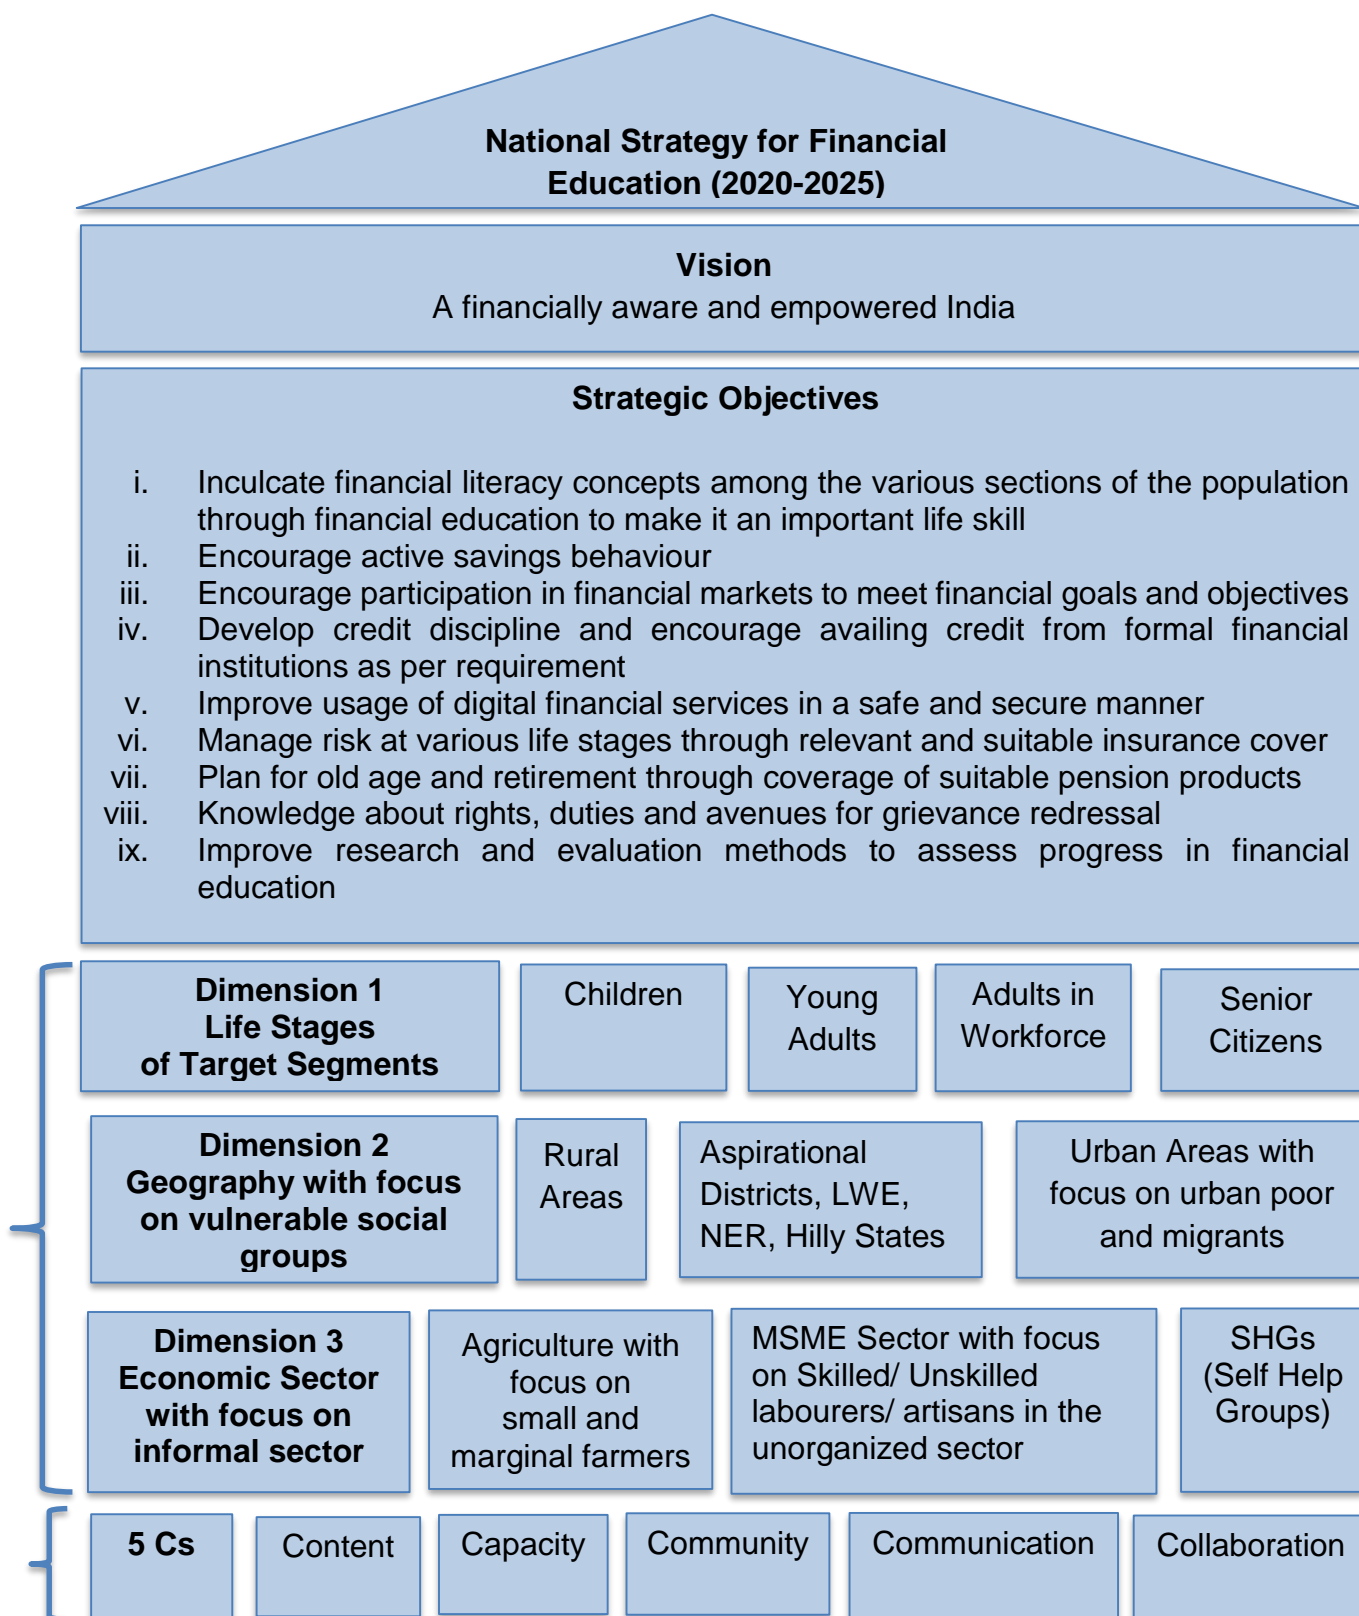 National Strategy for Financial
Education (2020-2025)
Vision
A financially aware and empowered India
Strategic Objectives
i. Inculcate financial literacy concepts among the various sections of the population
through financial education to make it an important life skill
ii. Encourage active savings behaviour
iii. Encourage participation in financial markets to meet financial goals and objectives
iv. Develop credit discipline and encourage availing credit from formal financial
institutions as per requirement
v. Improve usage of digital financial services in a safe and secure manner
vi. Manage risk at various life stages through relevant and suitable insurance cover
vii. Plan for old age and retirement through coverage of suitable pension products
viii. Knowledge about rights, duties and avenues for grievance redressal
ix. Improve research and evaluation methods to assess progress in financial
education
Dimension 1
Life Stages
of Target Segments
Children
Young
Adults
Adults in
Workforce
Senior
Citizens
Dimension 2
Geography with focus
on vulnerable social
groups
Rural
Areas
Aspirational
Districts, LWE,
NER, Hilly States
Urban Areas with
focus on urban poor
and migrants
Dimension 3
Economic Sector
with focus on
informal sector
Agriculture with
focus on
small and
marginal farmers
MSME Sector with focus
on Skilled/ Unskilled
labourers/ artisans in the
unorganized sector
SHGs
(Self Help
Groups)
5 Cs
Content
Capacity
Community
Communication
Collaboration